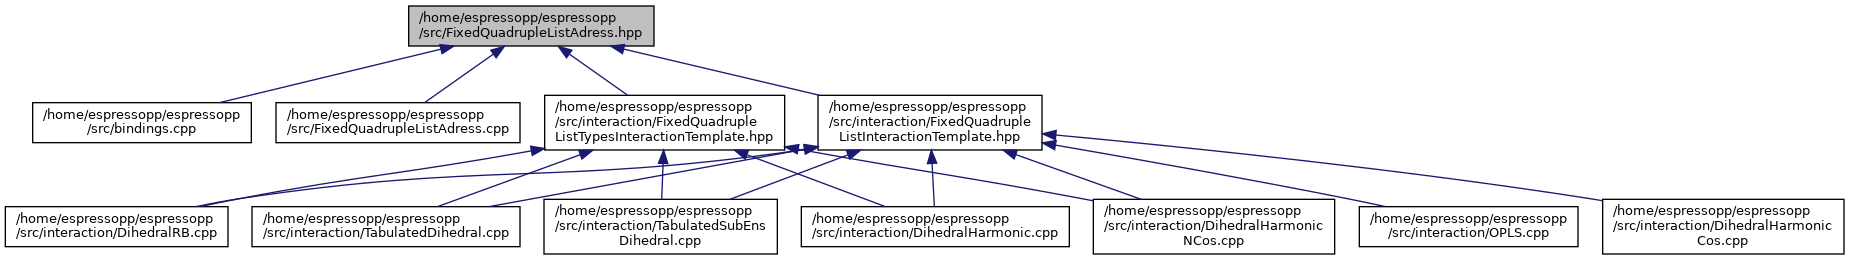 /home/espressopp/espressopp
/src/FixedQuadrupleListAdress.hpp
/home/espressopp/espressopp
/src/bindings.cpp
/home/espressopp/espressopp
/src/FixedQuadrupleListAdress.cpp
/home/espressopp/espressopp
/src/interaction/FixedQuadruple
ListTypesInteractionTemplate.hpp
/home/espressopp/espressopp
/src/interaction/FixedQuadruple
ListInteractionTemplate.hpp
/home/espressopp/espressopp
/src/interaction/DihedralRB.cpp
/home/espressopp/espressopp
/src/interaction/TabulatedDihedral.cpp
/home/espressopp/espressopp
/src/interaction/TabulatedSubEns
Dihedral.cpp
/home/espressopp/espressopp
/src/interaction/DihedralHarmonic.cpp
/home/espressopp/espressopp
/src/interaction/DihedralHarmonic
NCos.cpp
/home/espressopp/espressopp
/src/interaction/OPLS.cpp
/home/espressopp/espressopp
/src/interaction/DihedralHarmonic
Cos.cpp